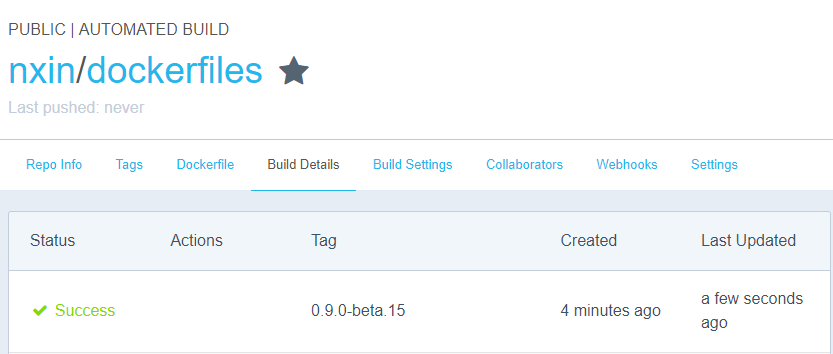 PUBLIC | AUTOMATED BUILD
nxin/dockerfiles
Last pushed: never
Repo Info Tags Dockerfile Build Details Build Settings Collaborators Webhooks Settings
Status Actions Tag Created Last Updated
Success 0.9.0-beta.15 4 minutes ago a few seconds
ago